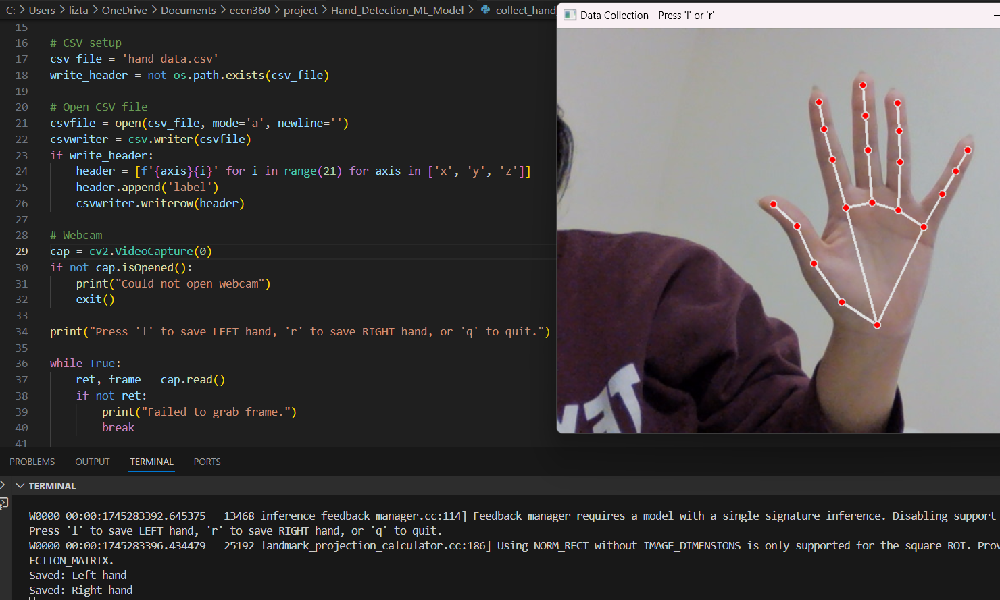 C: > Users > lizta > OneDrive > Documents > ecen360 > project > Hand_Detection_ML_Model > collect_hand
Data Collection - Press 'l' or 'r'
15
16 # CSV setup
17 csv_file = 'hand_data.csv'
18 write_header = not os.path.exists(csv_file)
19
20 # Open CSV file
21 csvfile = open(csv_file, mode='a', newline='')
22 csvwriter = csv.writer(csvfile)
23 if write_header:
24     header = [f'{axis}{i}' for i in range(21) for axis in ['x', 'y', 'z']]
25     header.append('label')
26     csvwriter.writerow(header)
27
28 # Webcam
29 cap = cv2.VideoCapture(0)
30 if not cap.isOpened():
31     print("Could not open webcam")
32     exit()
33
34 print("Press 'l' to save LEFT hand, 'r' to save RIGHT hand, or 'q' to quit.")
35
36 while True:
37     ret, frame = cap.read()
38     if not ret:
39         print("Failed to grab frame.")
40         break
41
PROBLEMS OUTPUT TERMINAL PORTS
TERMINAL
W0000 00:00:1745283392.645375   13468 inference_feedback_manager.cc:114] Feedback manager requires a model with a single signature inference. Disabling support
Press 'l' to save LEFT hand, 'r' to save RIGHT hand, or 'q' to quit.
W0000 00:00:1745283396.434479   25192 landmark_projection_calculator.cc:186] Using NORM_RECT without IMAGE_DIMENSIONS is only supported for the square ROI. Prov
ECTION_MATRIX.
Saved: Left hand
Saved: Right hand